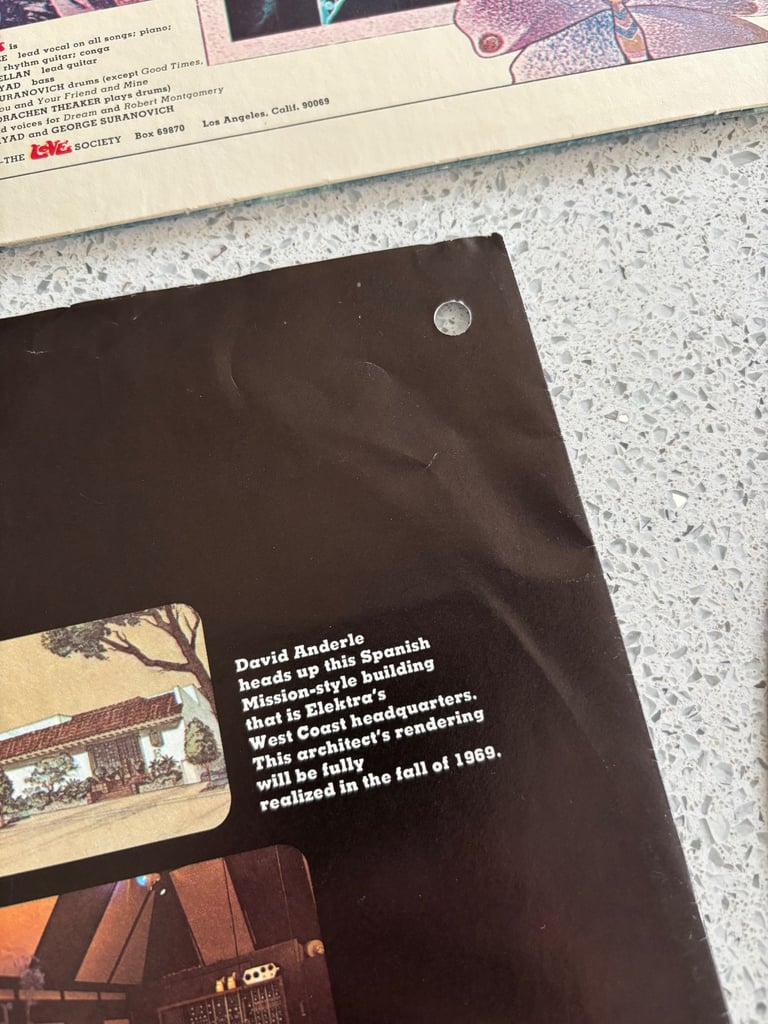 is
lead vocal on all songs; piano;
rhythm guitar; conga
ELLAN lead guitar
YAD bass
SURANOVICH drums (except Good Times,
ou and Your Friend and Mine
DRACHEN THEAKER plays drums)
d voices for Dream and Robert Montgomery
YAD and GEORGE SURANOVICH
THE LOVE SOCIETY Box 69870 Los Angeles, Calif. 90069
David Anderle
heads up this Spanish
Mission-style building
that is Elektra's
West Coast headquarters.
This architect's rendering
will be fully
realized in the fall of 1969.